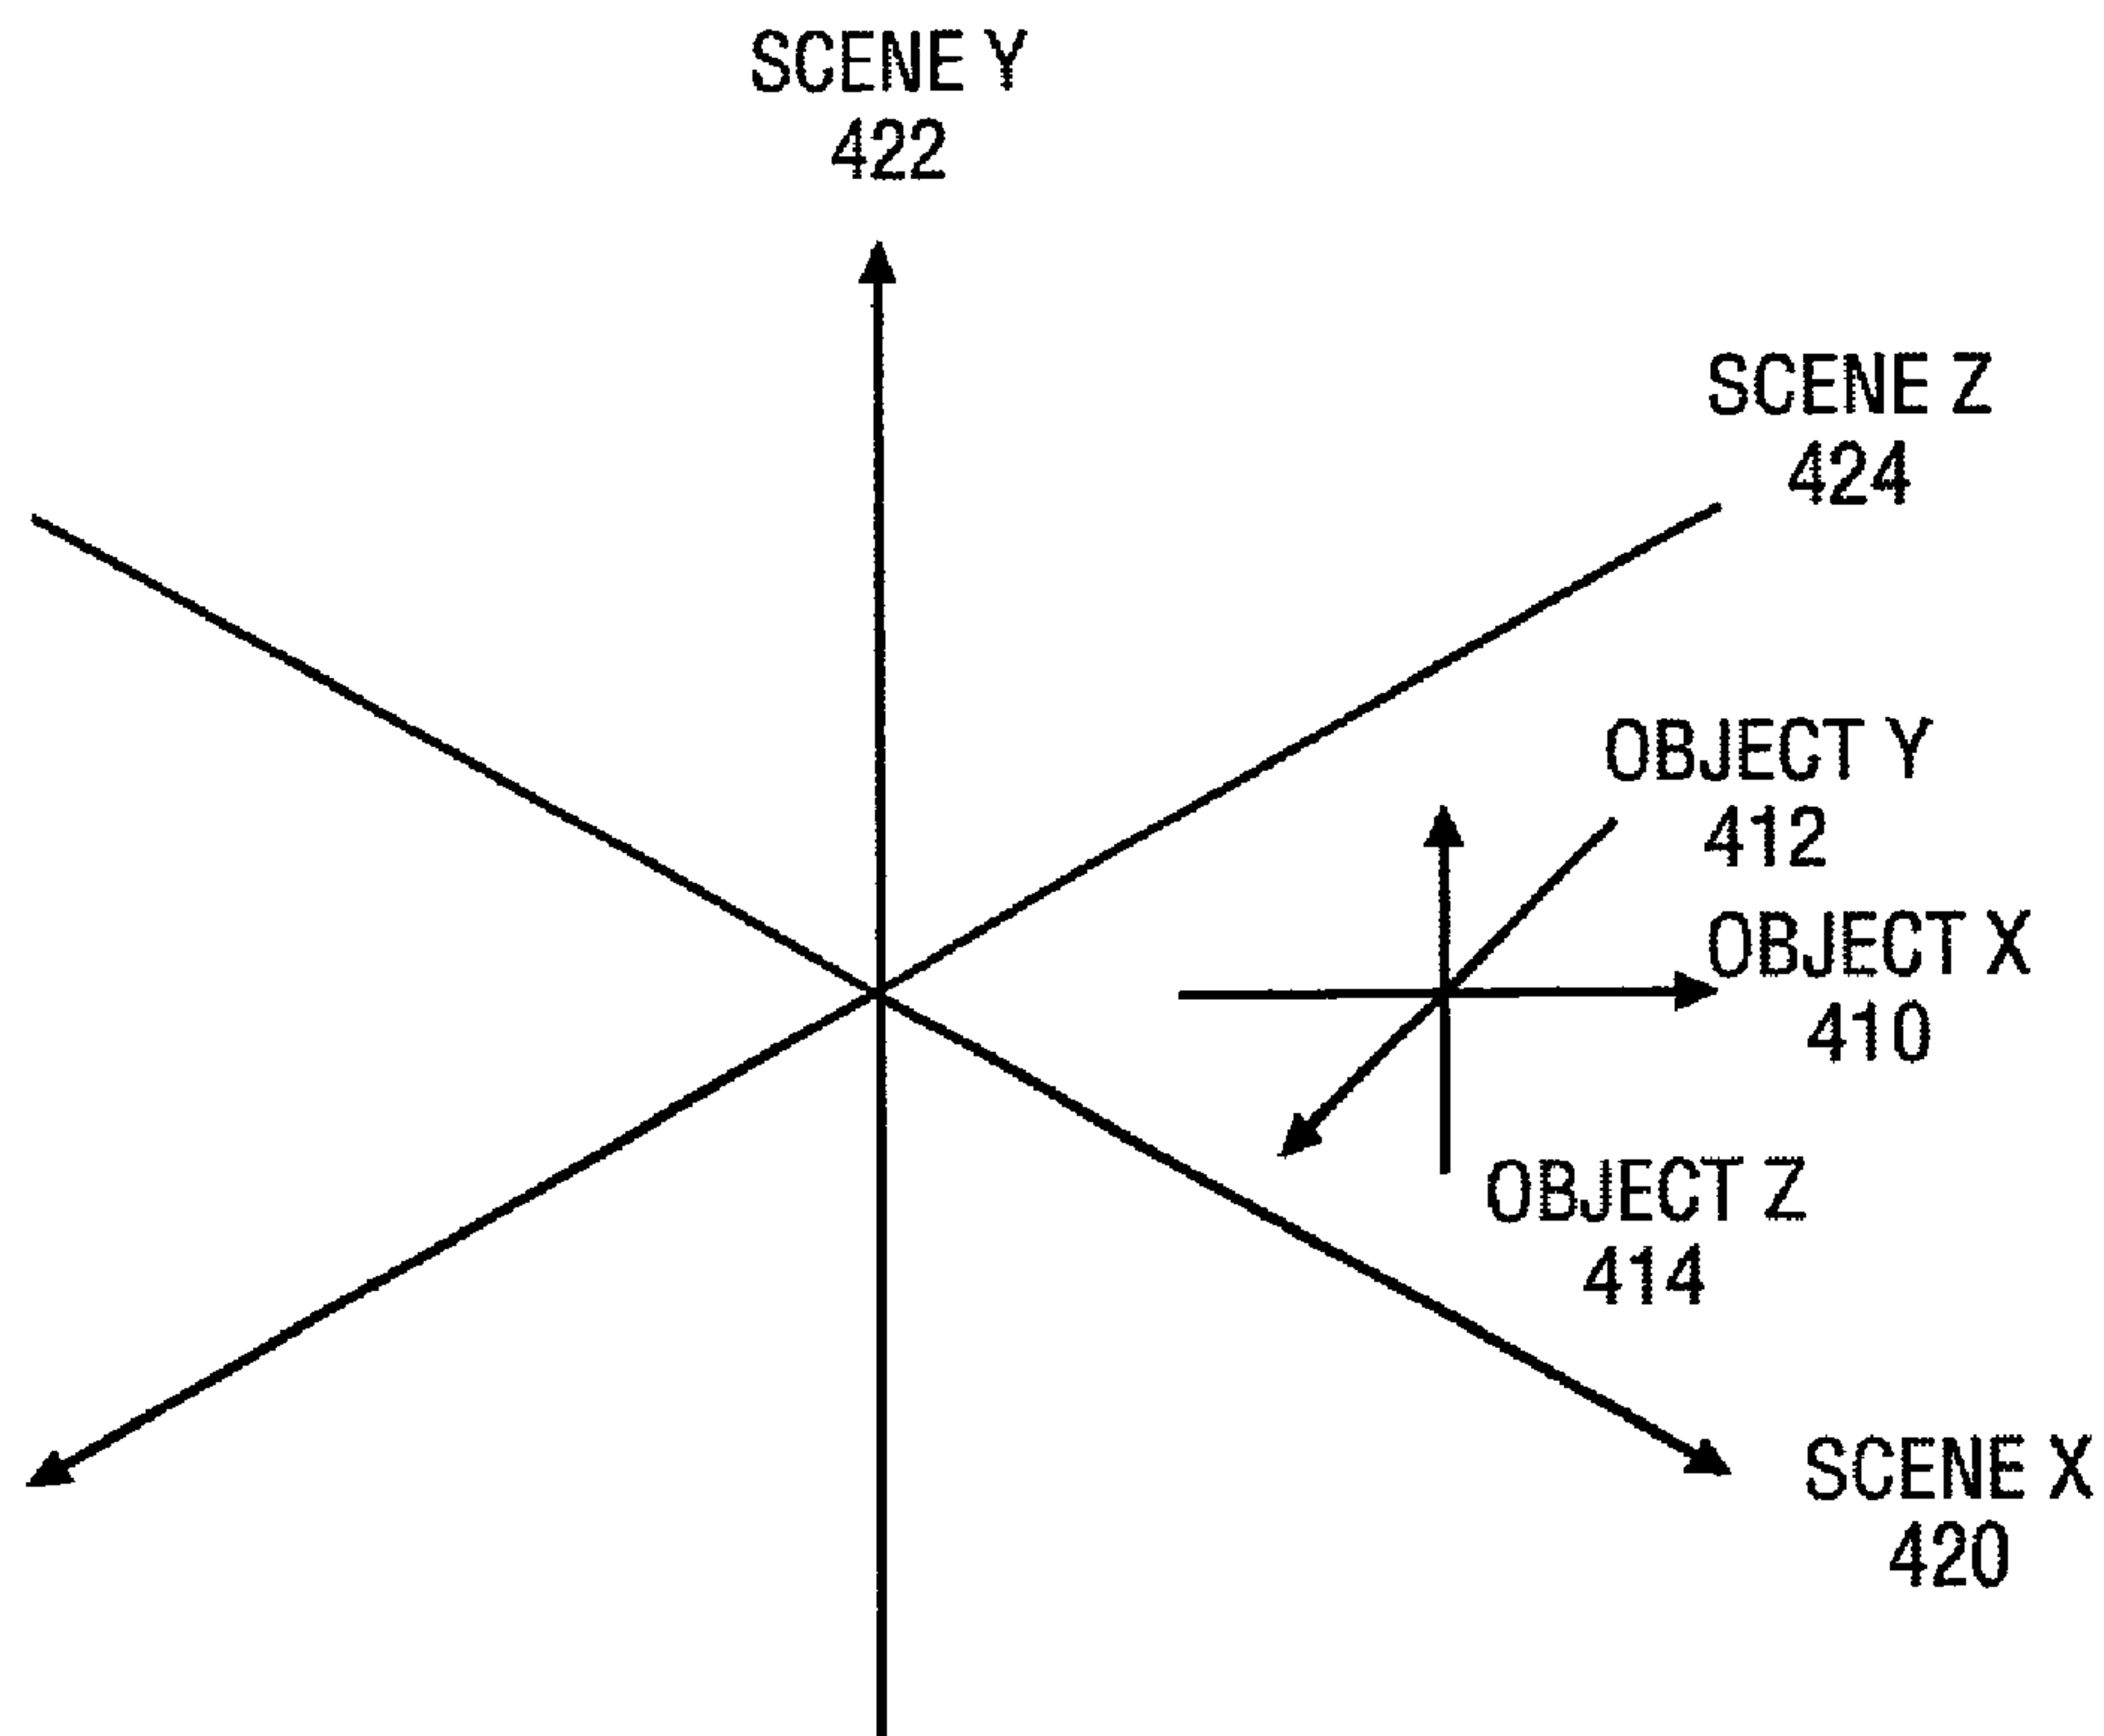 SCENE Y
422
SCENE Z
424
OBJECT Y
412
OBJECT X
410
OBJECT Z
414
SCENE X
420